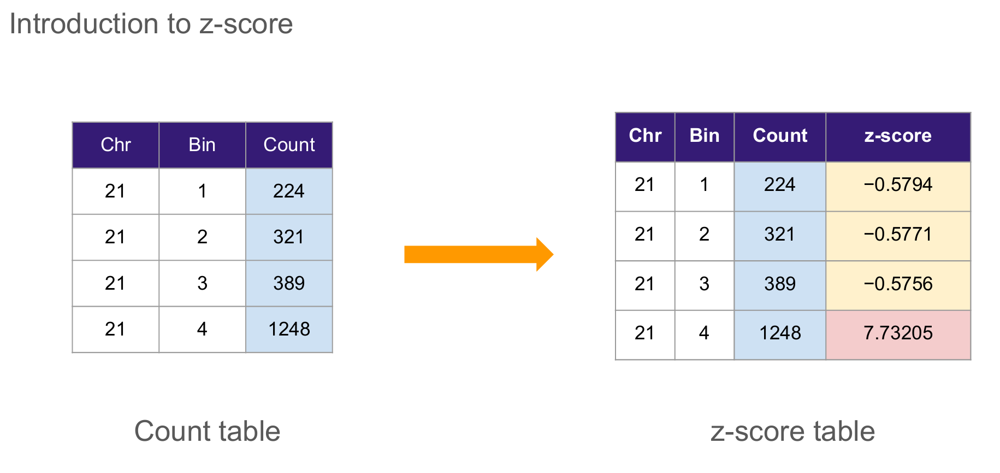 Introduction to z-score
Chr Bin Count
21 1 224
21 2 321
21 3 389
21 4 1248
Count table
Chr Bin Count z-score
21 1 224 −0.5794
21 2 321 −0.5771
21 3 389 −0.5756
21 4 1248 7.73205
z-score table